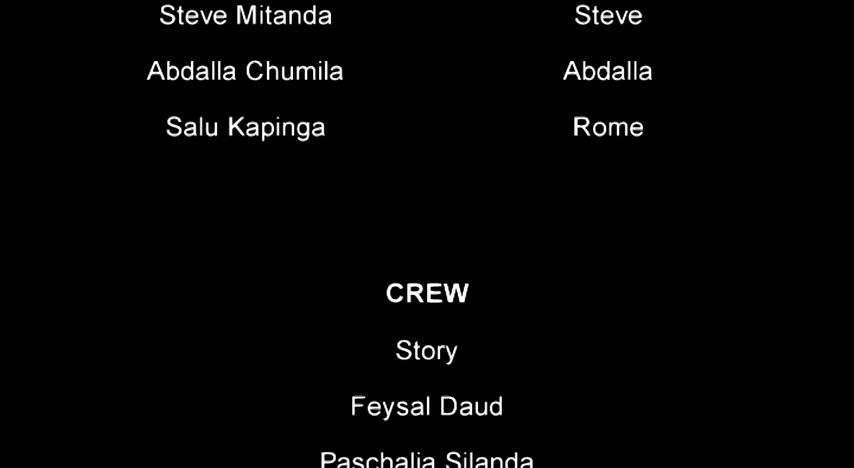 Steve Mitanda Steve
Abdalla Chumila Abdalla
Salu Kapinga Rome
CREW
Story
Feysal Daud
Paschalia Silanda